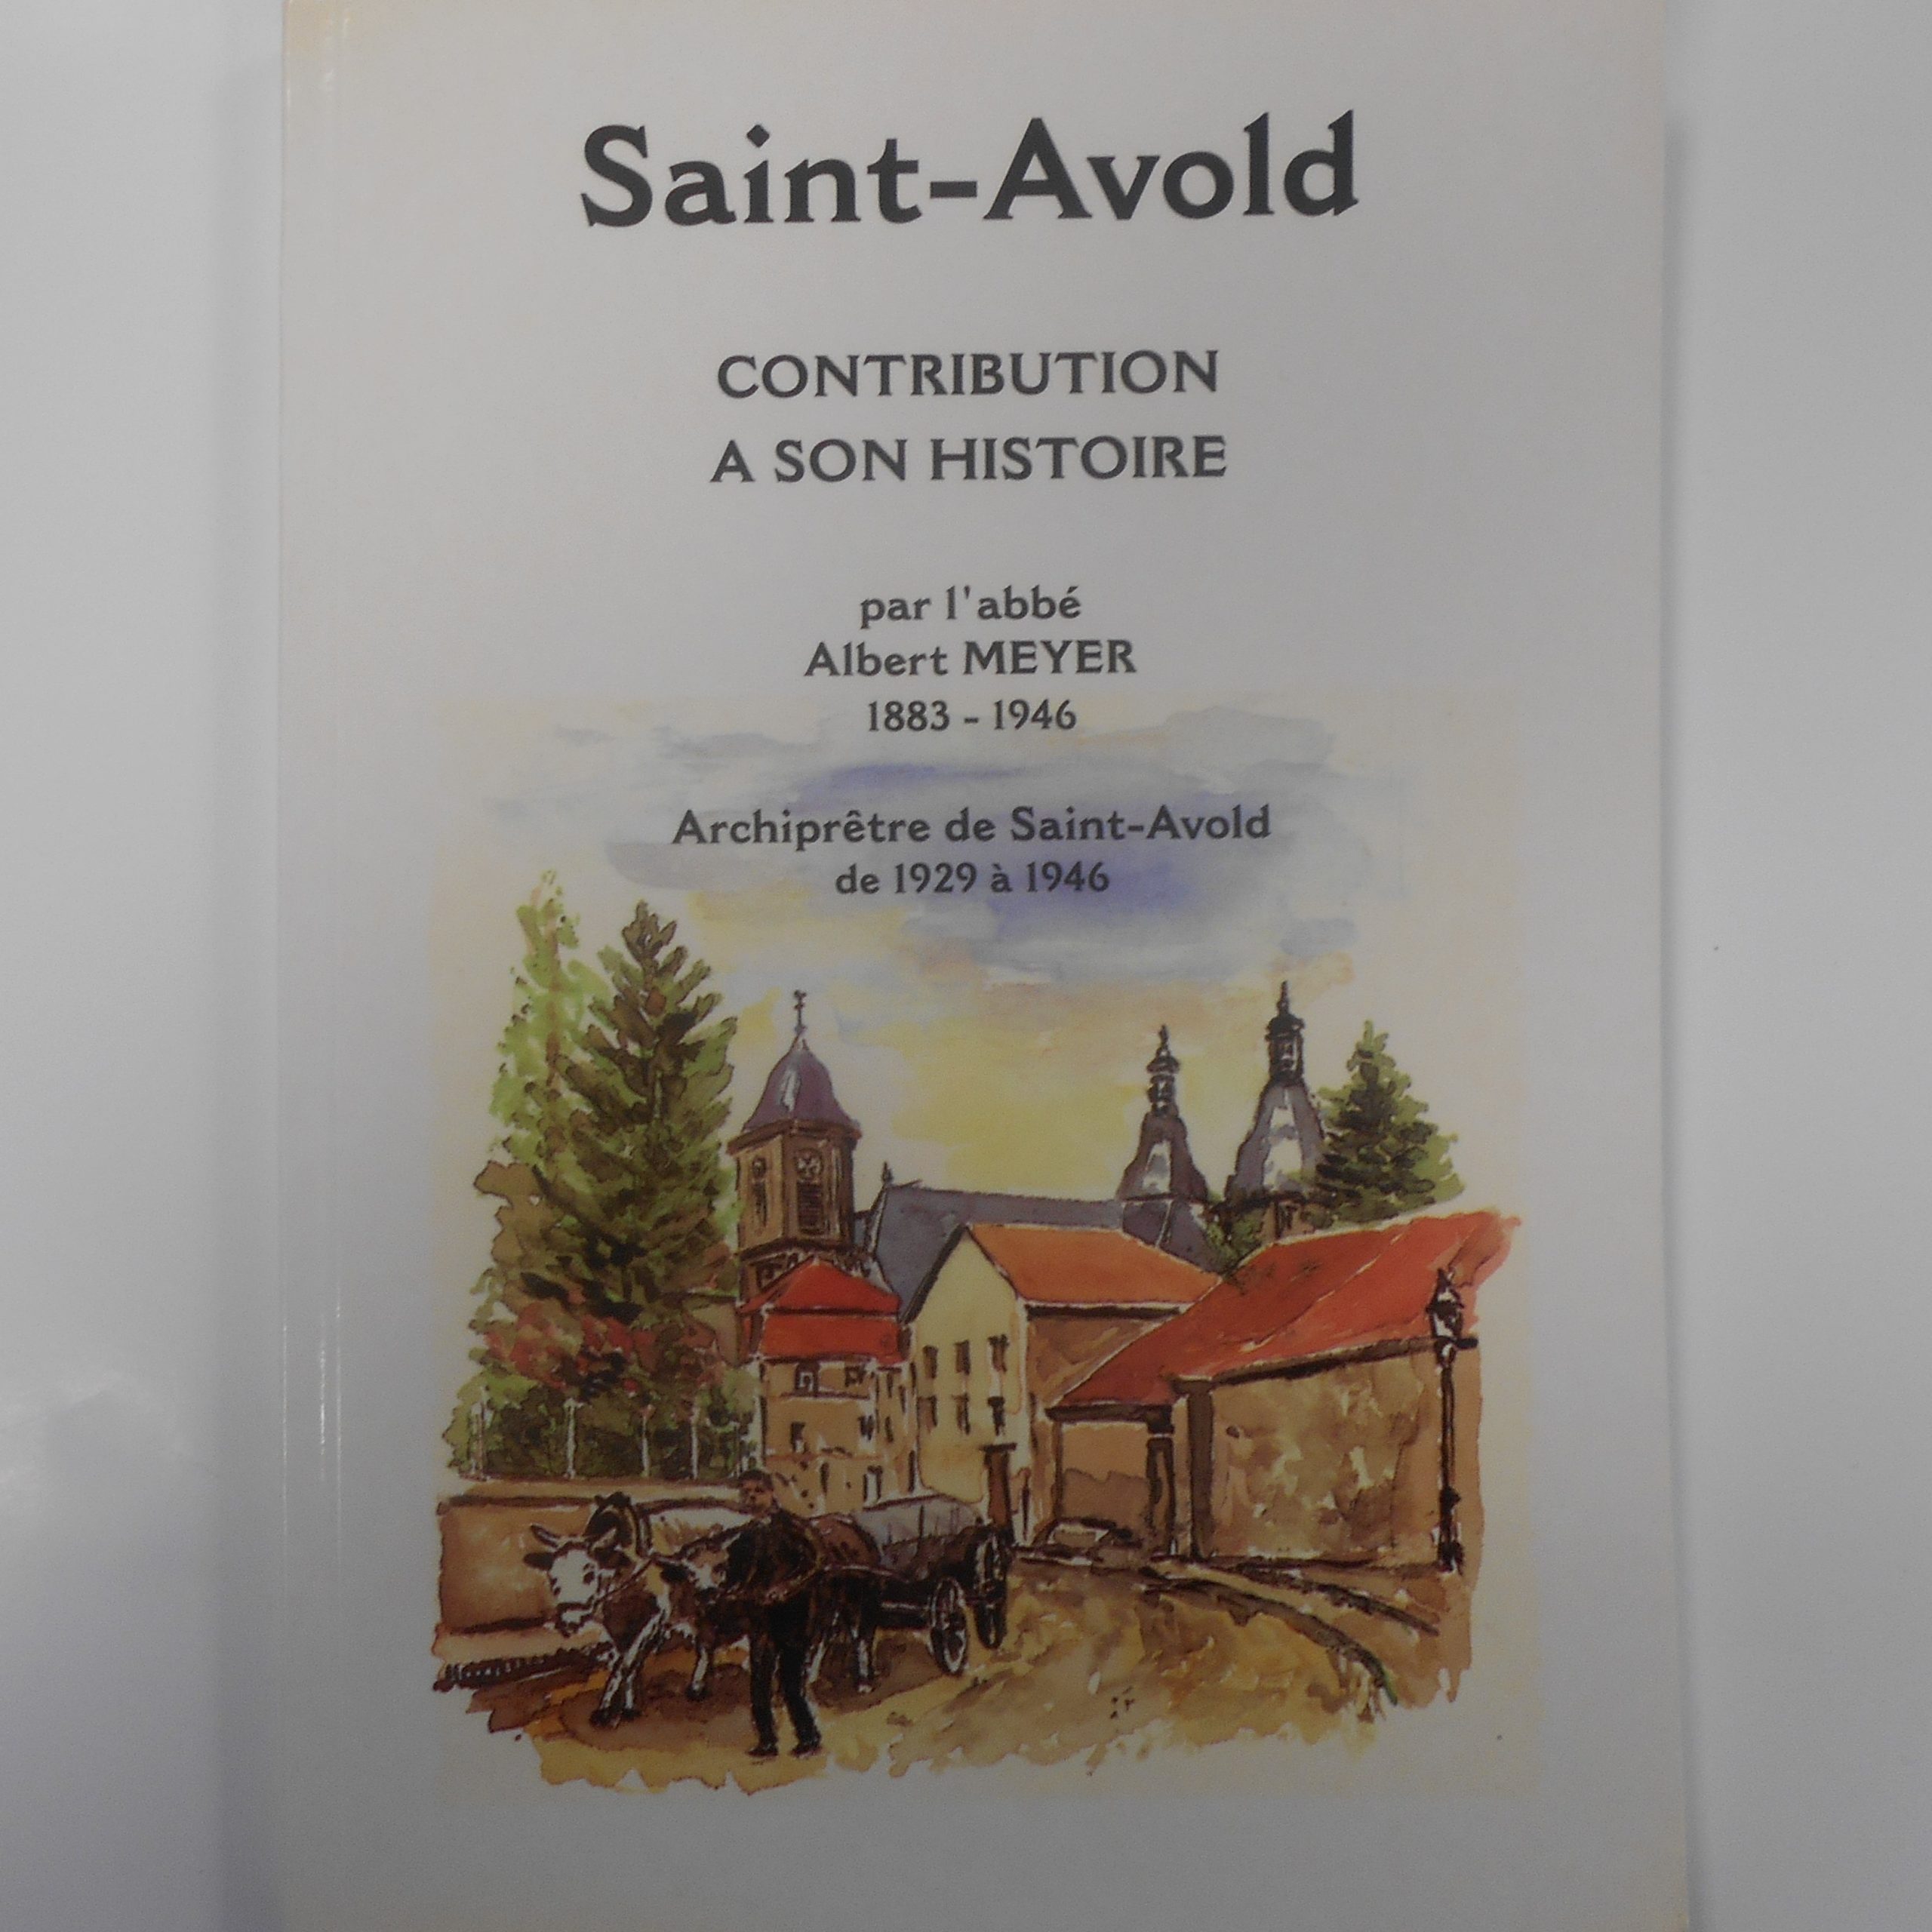 Saint-Avold
CONTRIBUTION
A SON HISTOIRE
par l'abbé
Albert MEYER
1883 - 1946
Archiprêtre de Saint-Avold
de 1929 à 1946